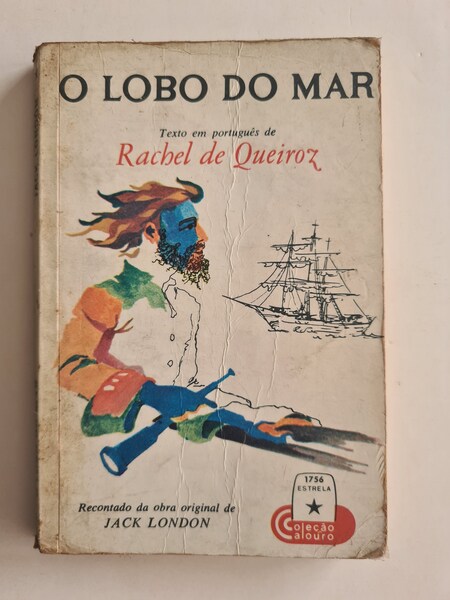 O LOBO DO MAR
Texto em português de
Rachel de Queiroz
Recontado da obra original de
JACK LONDON
1756
ESTRELA
Coleção
Calouro